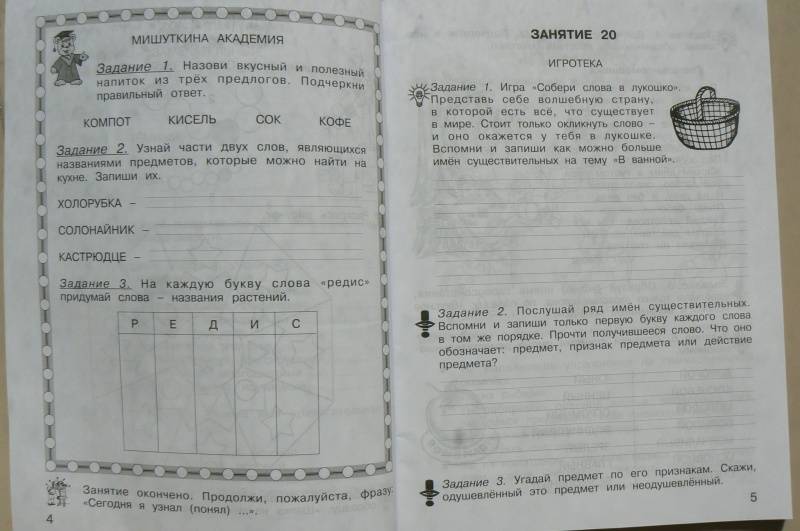 МИШУТКИНА АКАДЕМИЯ
Задание 1. Назови вкусный и полезный
напиток из трёх предлогов. Подчеркни
правильный ответ.
КОМПОТ КИСЕЛЬ СОК КОФЕ
Задание 2. Узнай части двух слов, являющихся
названиями предметов, которые можно найти на
кухне. Запиши их.
ХОЛОРУБКА –
СОЛОНАЙНИК –
КАСТРЮДЦЕ –
Задание 3. На каждую букву слова «редис»
придумай слова – названия растений.
Р Е Д И С
Занятие окончено. Продолжи, пожалуйста, фразу:
«Сегодня я узнал (понял) ...».
4
ЗАНЯТИЕ 20
ИГРОТЕКА
Задание 1. Игра «Собери слова в лукошко».
Представь себе волшебную страну,
в которой есть всё, что существует
в мире. Стоит только окликнуть слово –
и оно окажется у тебя в лукошке.
Вспомни и запиши как можно больше
имён существительных на тему «В ванной».
Задание 2. Послушай ряд имён существительных.
Вспомни и запиши только первую букву каждого слова
в том же порядке. Прочти получившееся слово. Что оно
обозначает: предмет, признак предмета или действие
предмета?
Задание 3. Угадай предмет по его признакам. Скажи,
одушевлённый это предмет или неодушевлённый.
5